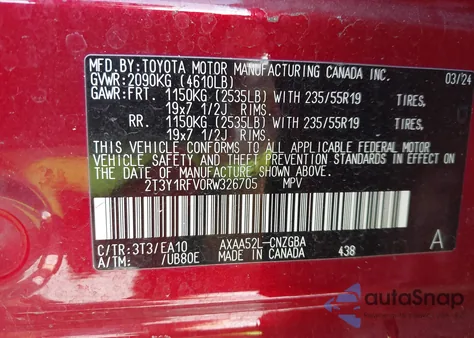 MFD.BY:TOYOTA MOTOR MANUFACTURING CANADA INC. 03/24
GVWR:2090KG (4610LB)
GAWR:FRT. 1150KG (2535LB) WITH 235/55R19 TIRES,
19x7 1/2J RIMS.
RR. 1150KG (2535LB) WITH 235/55R19 TIRES,
19x7 1/2J RIMS.
THIS VEHICLE CONFORMS TO ALL APPLICABLE FEDERAL MOTOR
VEHICLE SAFETY AND THEFT PREVENTION STANDARDS IN EFFECT ON
THE DATE OF MANUFACTURE SHOWN ABOVE.
2T3Y1RFV0RW326705 MPV
C/TR:3T3/EA10 AXAA52L-CNZGBA A
A/TM: /UB80E MADE IN CANADA 438
autoSnap